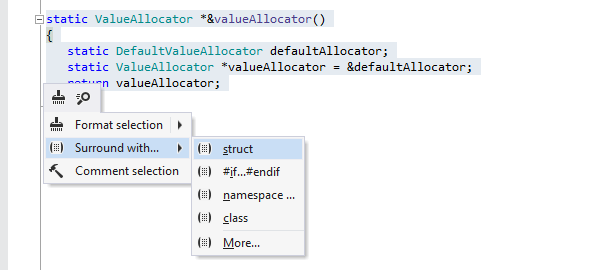 static ValueAllocator *&valueAllocator()
{
static DefaultValueAllocator defaultAllocator;
static ValueAllocator *valueAllocator = &defaultAllocator;
return valueAllocator;
Format selection
Surround with...
Comment selection
struct
#if...#endif
namespace ...
class
More...